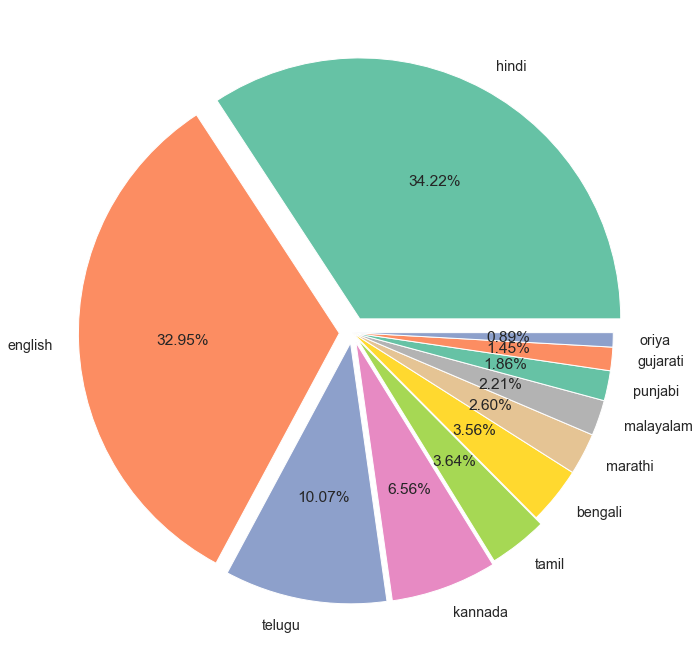 hindi
34.22%
english
32.95%
0.89%
oriya
1.45%
gujarati
1.86%
punjabi
2.21%
malayalam
2.60%
marathi
3.56%
bengali
3.64%
tamil
6.56%
kannada
10.07%
telugu